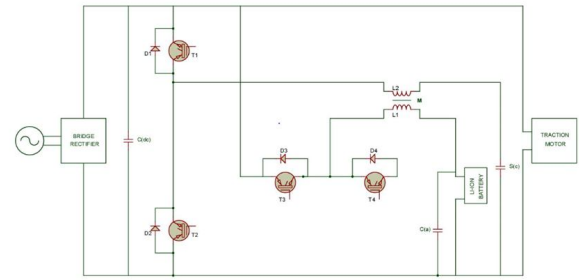 D1
T1
L2
M
L1
BRIDGE
RECTIFIER
C(dc)
TRACTION
MOTOR
D3
D4
S(c)
T3
T4
LI-ION
BATTERY
D2
T2
C(a)